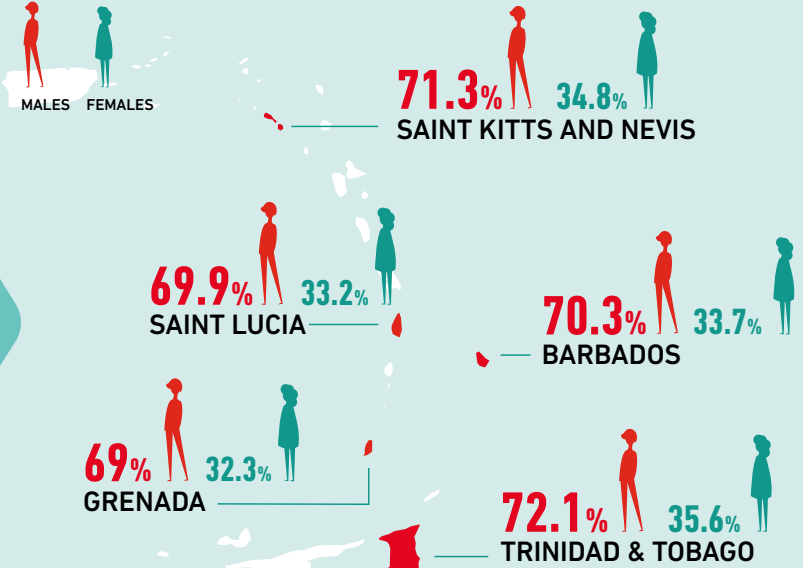 MALES FEMALES
71.3% 34.8%
SAINT KITTS AND NEVIS
69.9% 33.2%
SAINT LUCIA
70.3% 33.7%
BARBADOS
69% 32.3%
GRENADA
72.1% 35.6%
TRINIDAD & TOBAGO